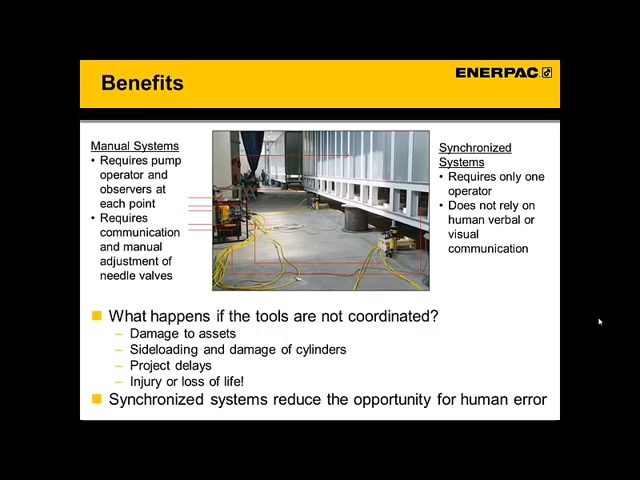 Benefits
ENERPAC
Manual Systems
• Requires pump
operator and
observers at
each point
• Requires
communication
and manual
adjustment of
needle valves
Synchronized
Systems
• Requires only one
operator
• Does not rely on
human verbal or
visual
communication
What happens if the tools are not coordinated?
– Damage to assets
– Sideloading and damage of cylinders
– Project delays
– Injury or loss of life!
Synchronized systems reduce the opportunity for human error